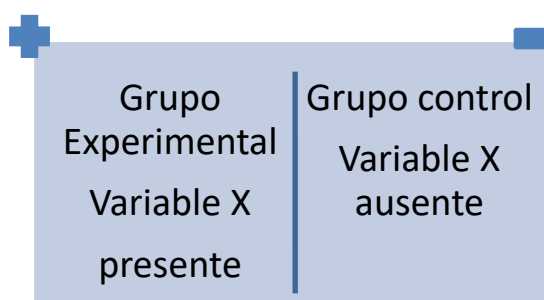 Grupo
Experimental
Variable X
presente
Grupo control
Variable X
ausente